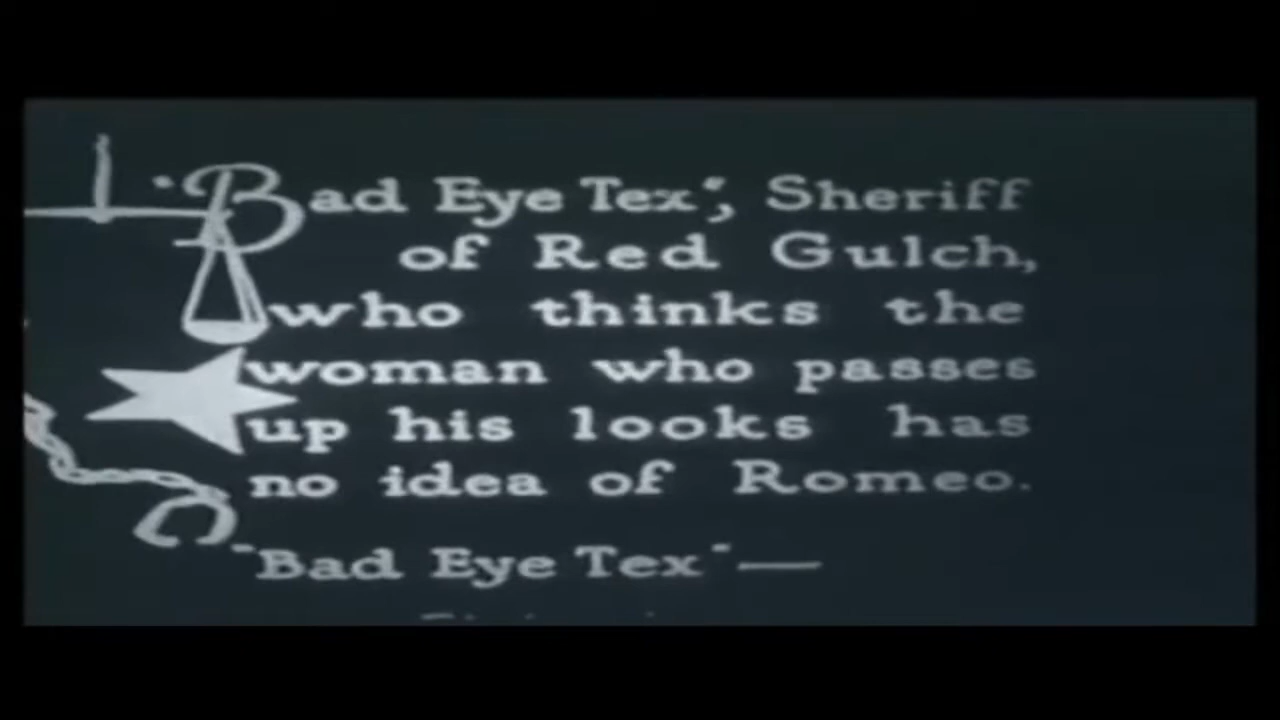 "Bad Eye Tex", Sheriff
of Red Gulch,
who thinks the
woman who passes
up his looks has
no idea of Romeo.
"Bad Eye Tex"—